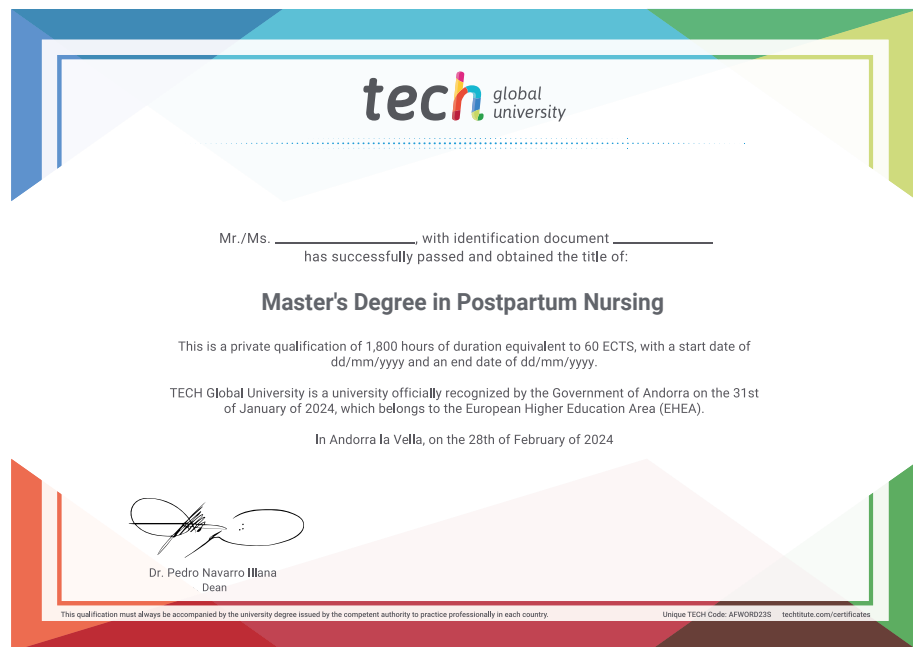 tech global university
Mr./Ms. ______________, with identification document __________
has successfully passed and obtained the title of:
Master's Degree in Postpartum Nursing
This is a private qualification of 1,800 hours of duration equivalent to 60 ECTS, with a start date of
dd/mm/yyyy and an end date of dd/mm/yyyy.
TECH Global University is a university officially recognized by the Government of Andorra on the 31st
of January of 2024, which belongs to the European Higher Education Area (EHEA).
In Andorra la Vella, on the 28th of February of 2024
Dr. Pedro Navarro Illana
Dean
This qualification must always be accompanied by the university degree issued by the competent authority to practice professionally in each country.
Unique TECH Code: AFWORD23S techtitute.com/certificates